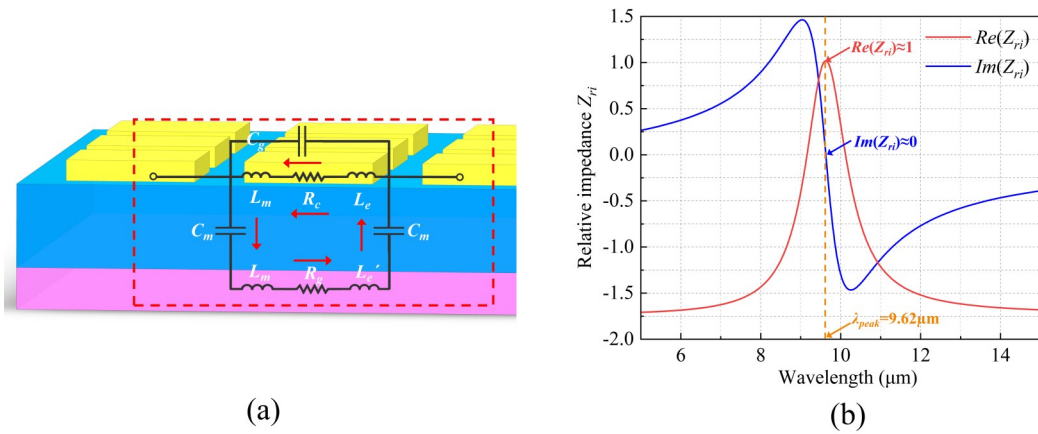 C_g
L_m R_c L_e
C_m C_m
L_m R_e L_e´
(a)
Relative impedance Z_ri
1.5
1.0
0.5
0.0
-0.5
-1.0
-1.5
-2.0
Re(Z_ri)≈1
Re(Z_ri)
Im(Z_ri)
Im(Z_ri)≈0
λ_peak=9.62μm
6 8 10 12 14
Wavelength (μm)
(b)